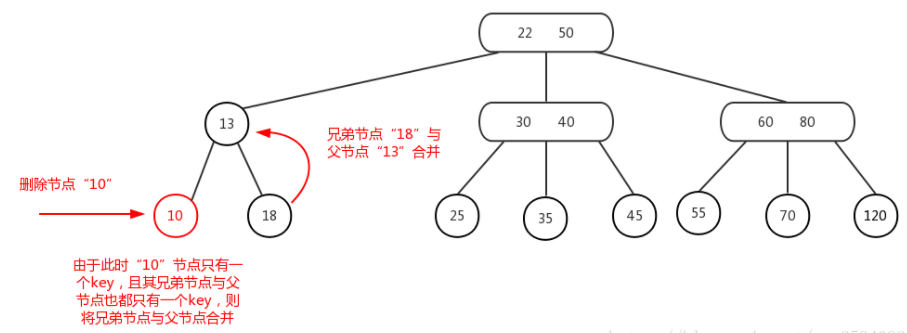 22 50
13
30 40
60 80
兄弟节点“18”与
父节点“13”合并
删除节点“10”
10
18
25
35
45
55
70
120
由于此时“10”节点只有一
个key，且其兄弟节点与父
节点也都只有一个key，则
将兄弟节点与父节点合并